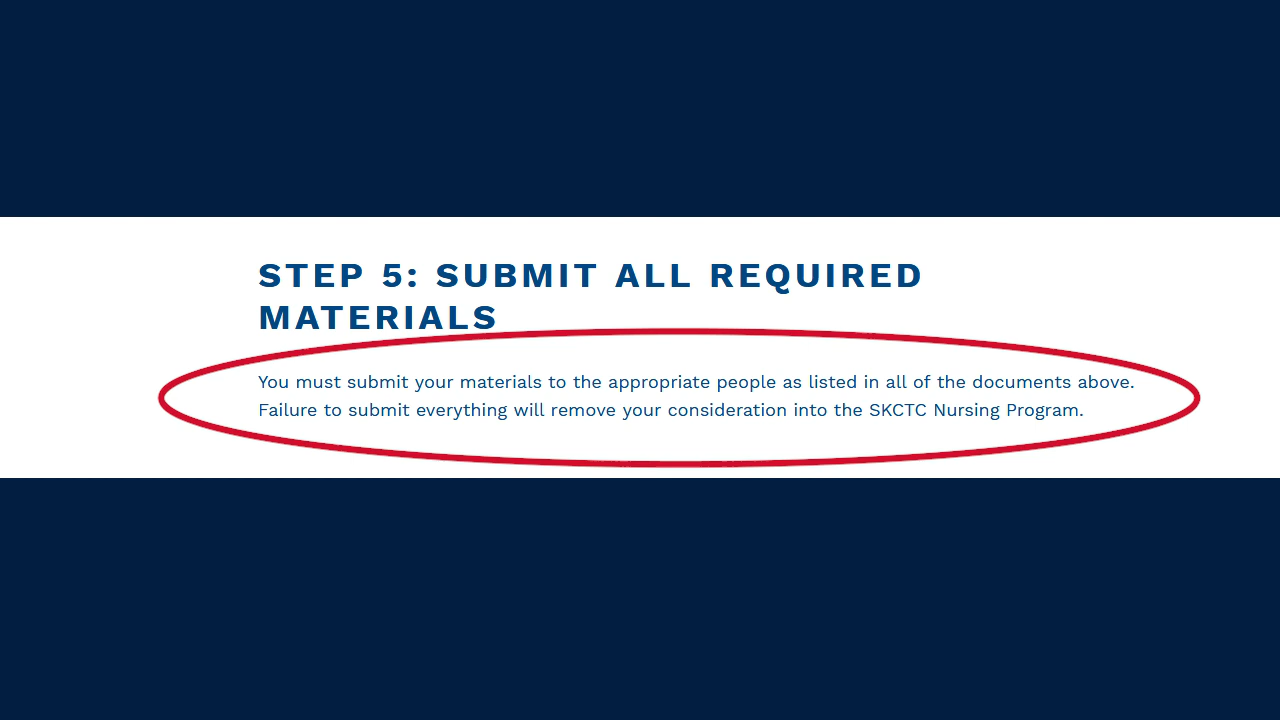 STEP 5: SUBMIT ALL REQUIRED
MATERIALS
You must submit your materials to the appropriate people as listed in all of the documents above.
Failure to submit everything will remove your consideration into the SKCTC Nursing Program.